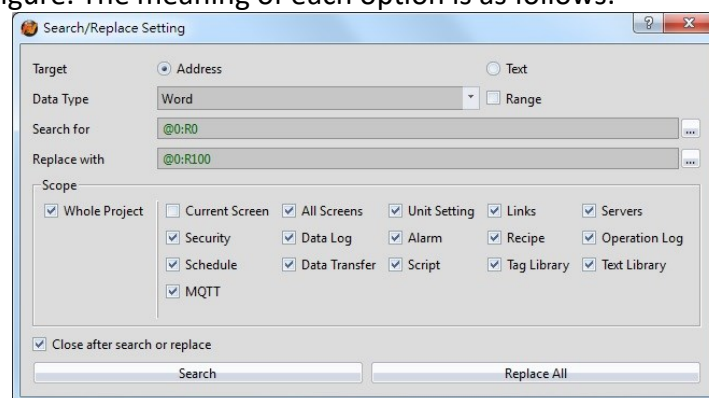 igure. The meaning of each option is as follows:
Search/Replace Setting
Target Address Text
Data Type Word Range
Search for @0:R0 ...
Replace with @0:R100 ...
Scope
Whole Project Current Screen All Screens Unit Setting Links Servers
Security Data Log Alarm Recipe Operation Log
Schedule Data Transfer Script Tag Library Text Library
MQTT
Close after search or replace
Search Replace All